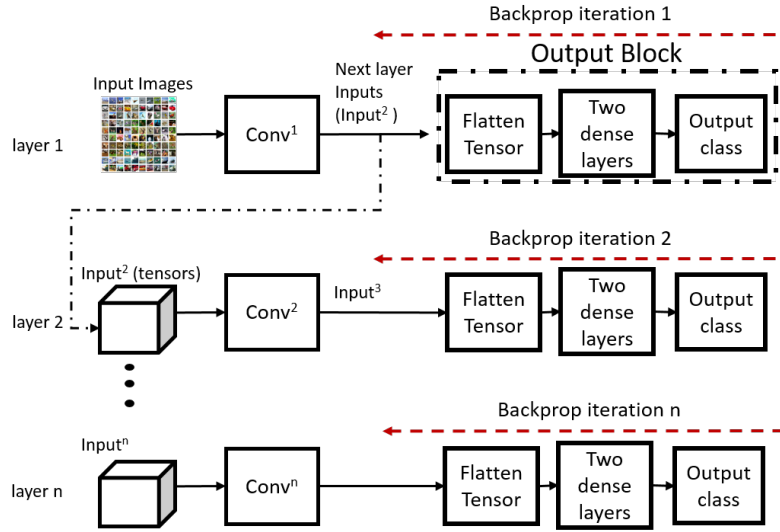 Backprop iteration 1
Output Block
Input Images
Next layer
Inputs
(Input² )
layer 1
Conv¹
Flatten
Tensor
Two
dense
layers
Output
class
Backprop iteration 2
Input² (tensors)
layer 2
Conv²
Input³
Flatten
Tensor
Two
dense
layers
Output
class
Backprop iteration n
Inputⁿ
layer n
Convⁿ
Flatten
Tensor
Two
dense
layers
Output
class